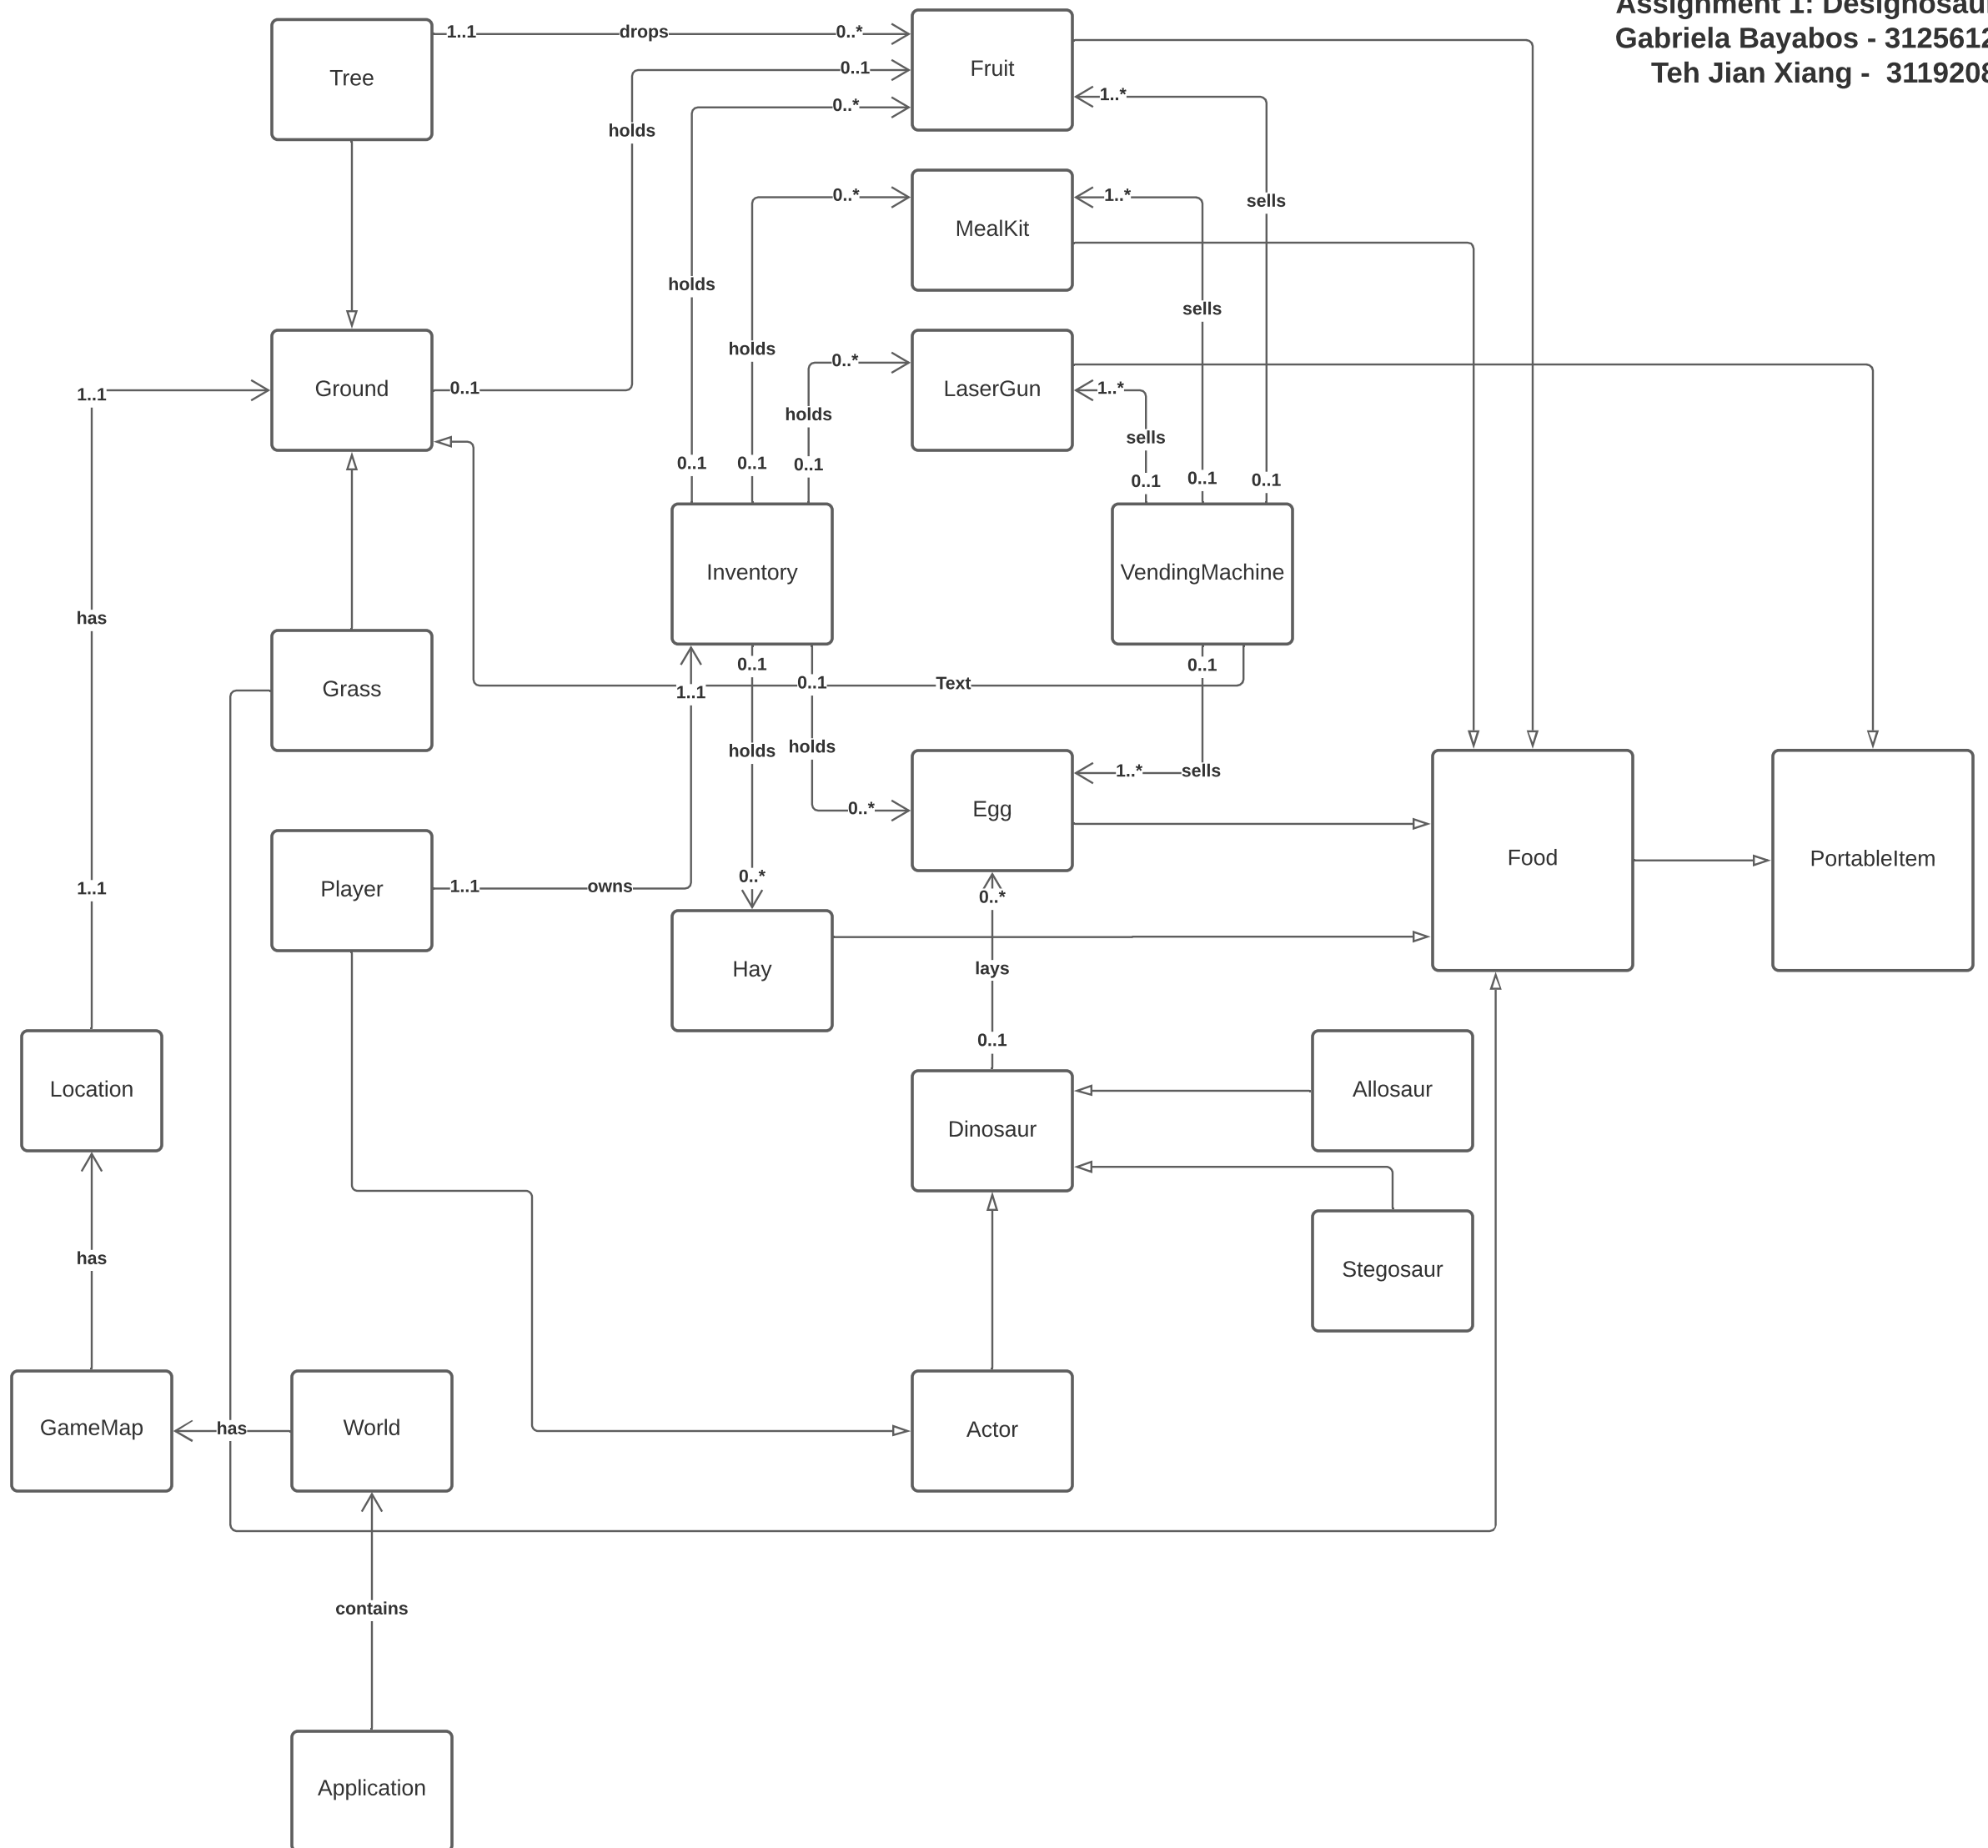 Assignment 1: Designosaur
Gabriela Bayabos - 3125612
Teh Jian Xiang - 3119208
1..1 drops 0..*
Tree
Fruit
0..1
1..*
0..*
holds
0..*
1..*
sells
MealKit
holds
sells
holds
0..*
Ground
0..1
LaserGun
1..*
1..1
holds
sells
0..1
0..1
0..1
0..1
0..1
0..1
Inventory
VendingMachine
has
0..1
0..1
1..1
0..1
Text
Grass
holds
holds
1..*
sells
0..*
Egg
Food
PortableItem
Player
1..1
owns
0..*
0..*
1..1
Hay
lays
0..1
Location
Allosaur
Dinosaur
has
Stegosaur
GameMap
has
World
Actor
contains
Application